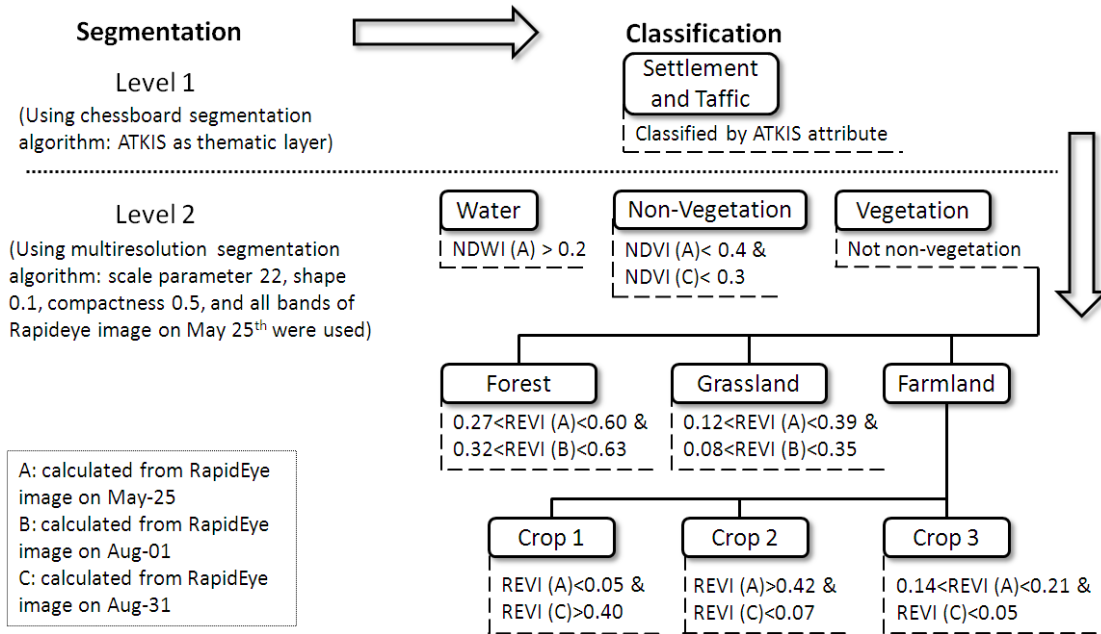 Segmentation
Classification
Level 1
(Using chessboard segmentation
algorithm: ATKIS as thematic layer)
Settlement
and Taffic
Classified by ATKIS attribute
Level 2
(Using multiresolution segmentation
algorithm: scale parameter 22, shape
0.1, compactness 0.5, and all bands of
Rapideye image on May 25th were used)
Water
NDWI (A) > 0.2
Non-Vegetation
NDVI (A)< 0.4 &
NDVI (C)< 0.3
Vegetation
Not non-vegetation
Forest
0.27<REVI (A)<0.60 &
0.32<REVI (B)<0.63
Grassland
0.12<REVI (A)<0.39 &
0.08<REVI (B)<0.35
Farmland
A: calculated from RapidEye
image on May-25
B: calculated from RapidEye
image on Aug-01
C: calculated from RapidEye
image on Aug-31
Crop 1
REVI (A)<0.05 &
REVI (C)>0.40
Crop 2
REVI (A)>0.42 &
REVI (C)<0.07
Crop 3
0.14<REVI (A)<0.21 &
REVI (C)<0.05